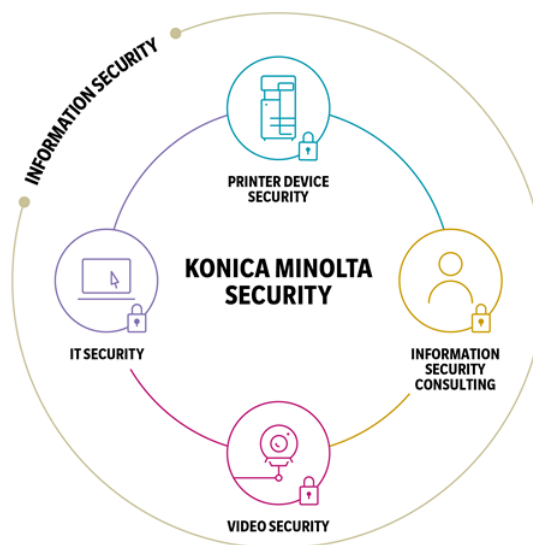 INFORMATION SECURITY
PRINTER DEVICE
SECURITY
KONICA MINOLTA
SECURITY
IT SECURITY
INFORMATION
SECURITY
CONSULTING
VIDEO SECURITY